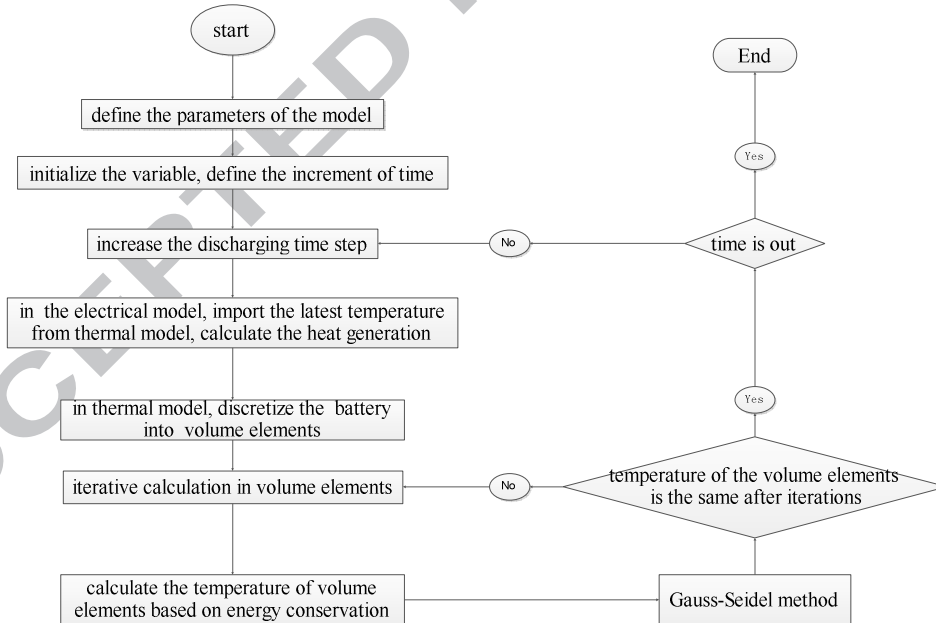 start
define the parameters of the model
initialize the variable, define the increment of time
increase the discharging time step
in the electrical model, import the latest temperature
from thermal model, calculate the heat generation
in thermal model, discretize the battery
into volume elements
iterative calculation in volume elements
calculate the temperature of volume
elements based on energy conservation
Gauss-Seidel method
temperature of the volume elements
is the same after iterations
No
Yes
time is out
No
Yes
End
CEPTED